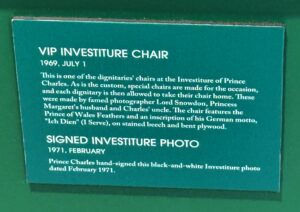 VIP INVESTITURE CHAIR
1969, JULY 1
This is one of the dignitaries' chairs at the Investiture of Prince
Charles. As is the custom, special chairs are made for the occasion,
and each dignitary is then allowed to take their chair home. These
were made by famed photographer Lord Snowdon, Princess
Margaret's husband and Charles' uncle. The chair features the
Prince of Wales Feathers and an inscription of his German motto,
"Ich Dien" (I Serve), on stained beech and bent plywood.
SIGNED INVESTITURE PHOTO
1971, FEBRUARY
Prince Charles hand-signed this black-and-white Investiture photo
dated February 1971.